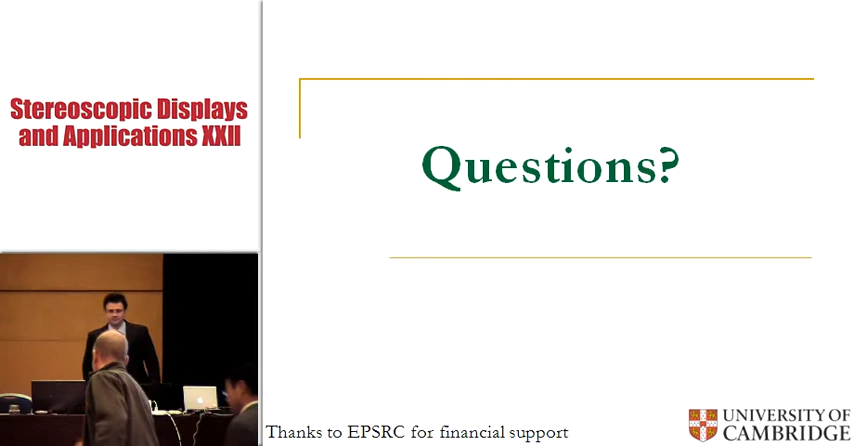 Stereoscopic Displays
and Applications XXII
Questions?
Thanks to EPSRC for financial support
UNIVERSITY OF
CAMBRIDGE